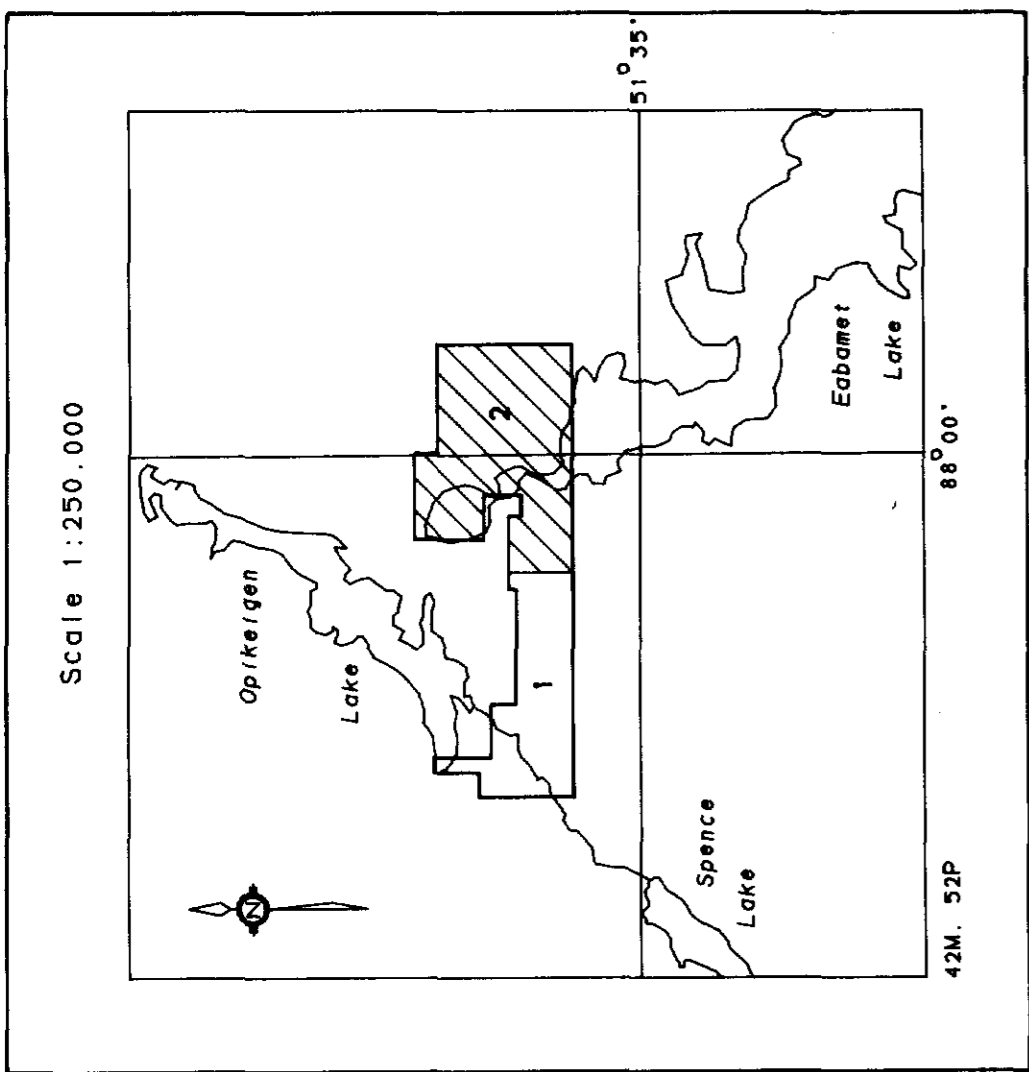 Scale 1:250.000
Opikeigen
Lake
N
2
1
51° 35'
Spence
Lake
Eabamet
Lake
88° 00'
42M. 52P